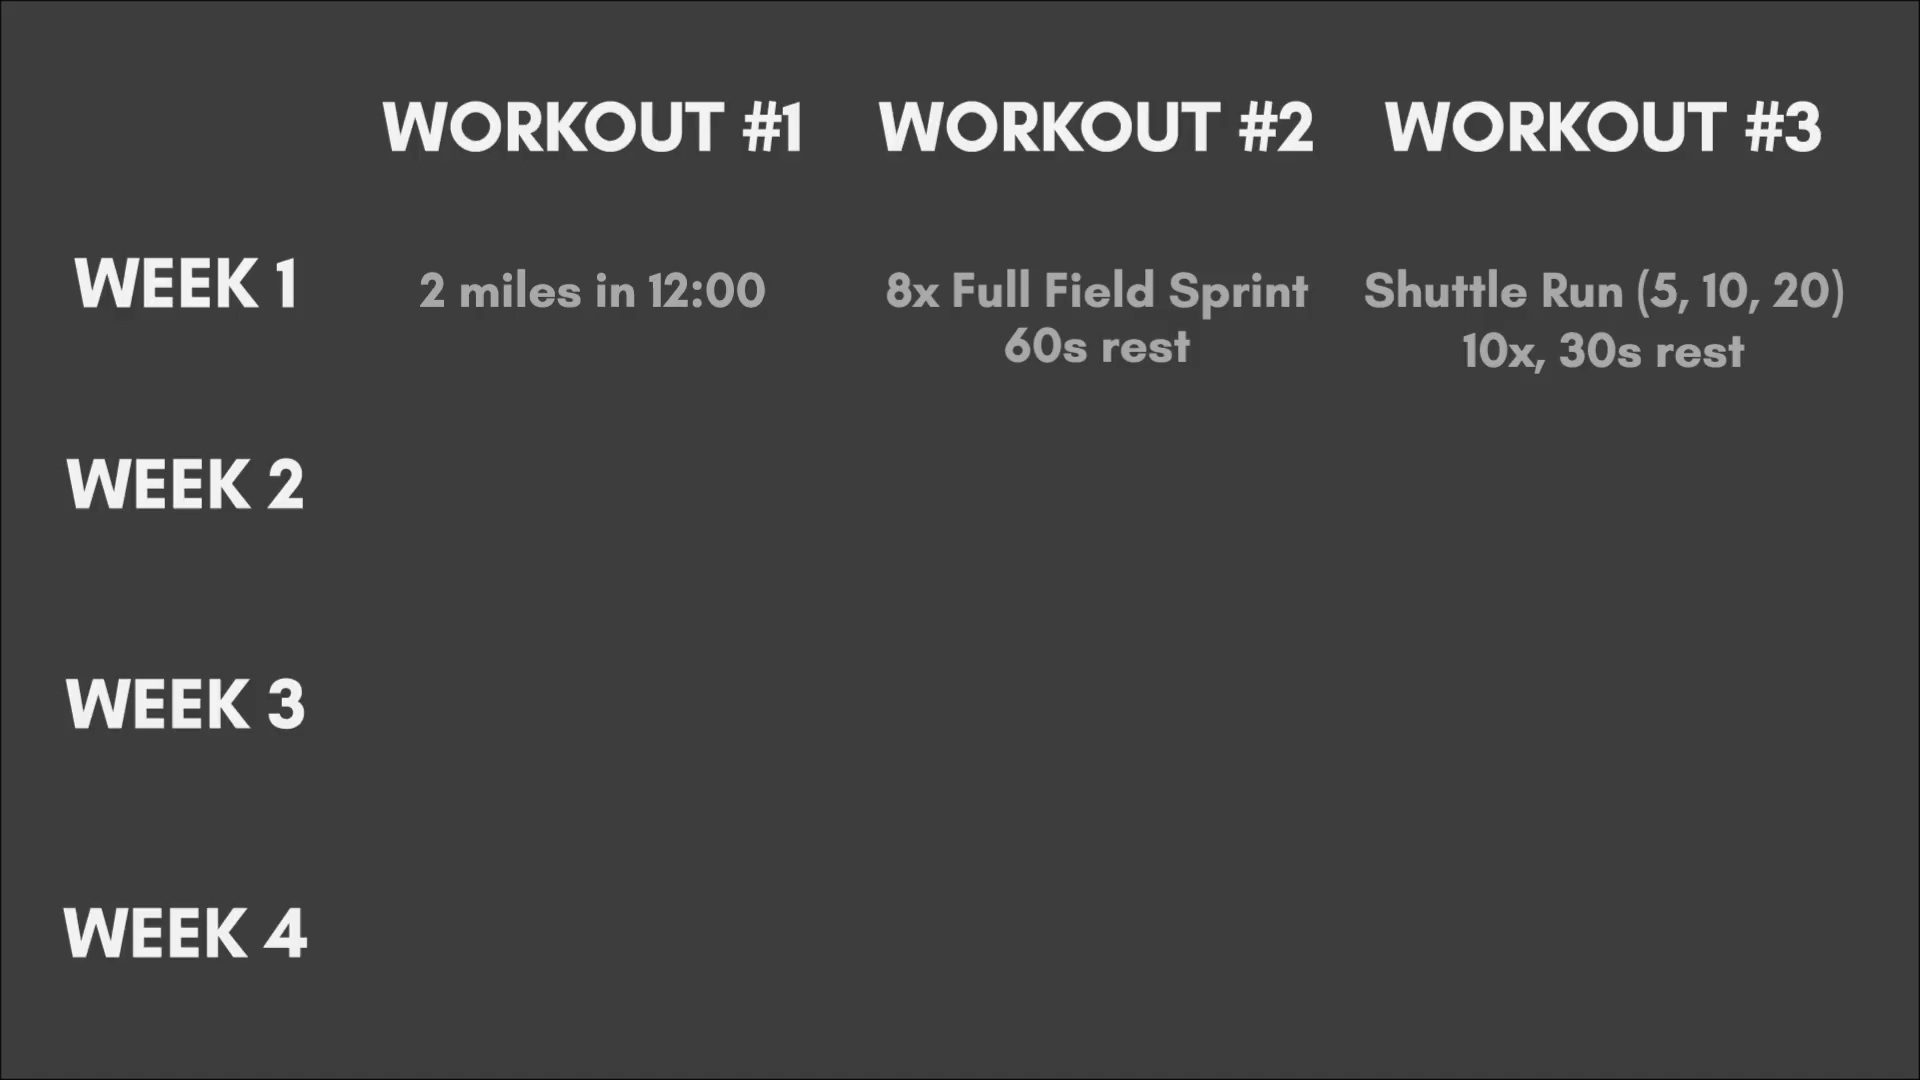 WORKOUT #1 WORKOUT #2 WORKOUT #3
WEEK 1 2 miles in 12:00 8x Full Field Sprint Shuttle Run (5, 10, 20)
60s rest 10x, 30s rest
WEEK 2
WEEK 3
WEEK 4